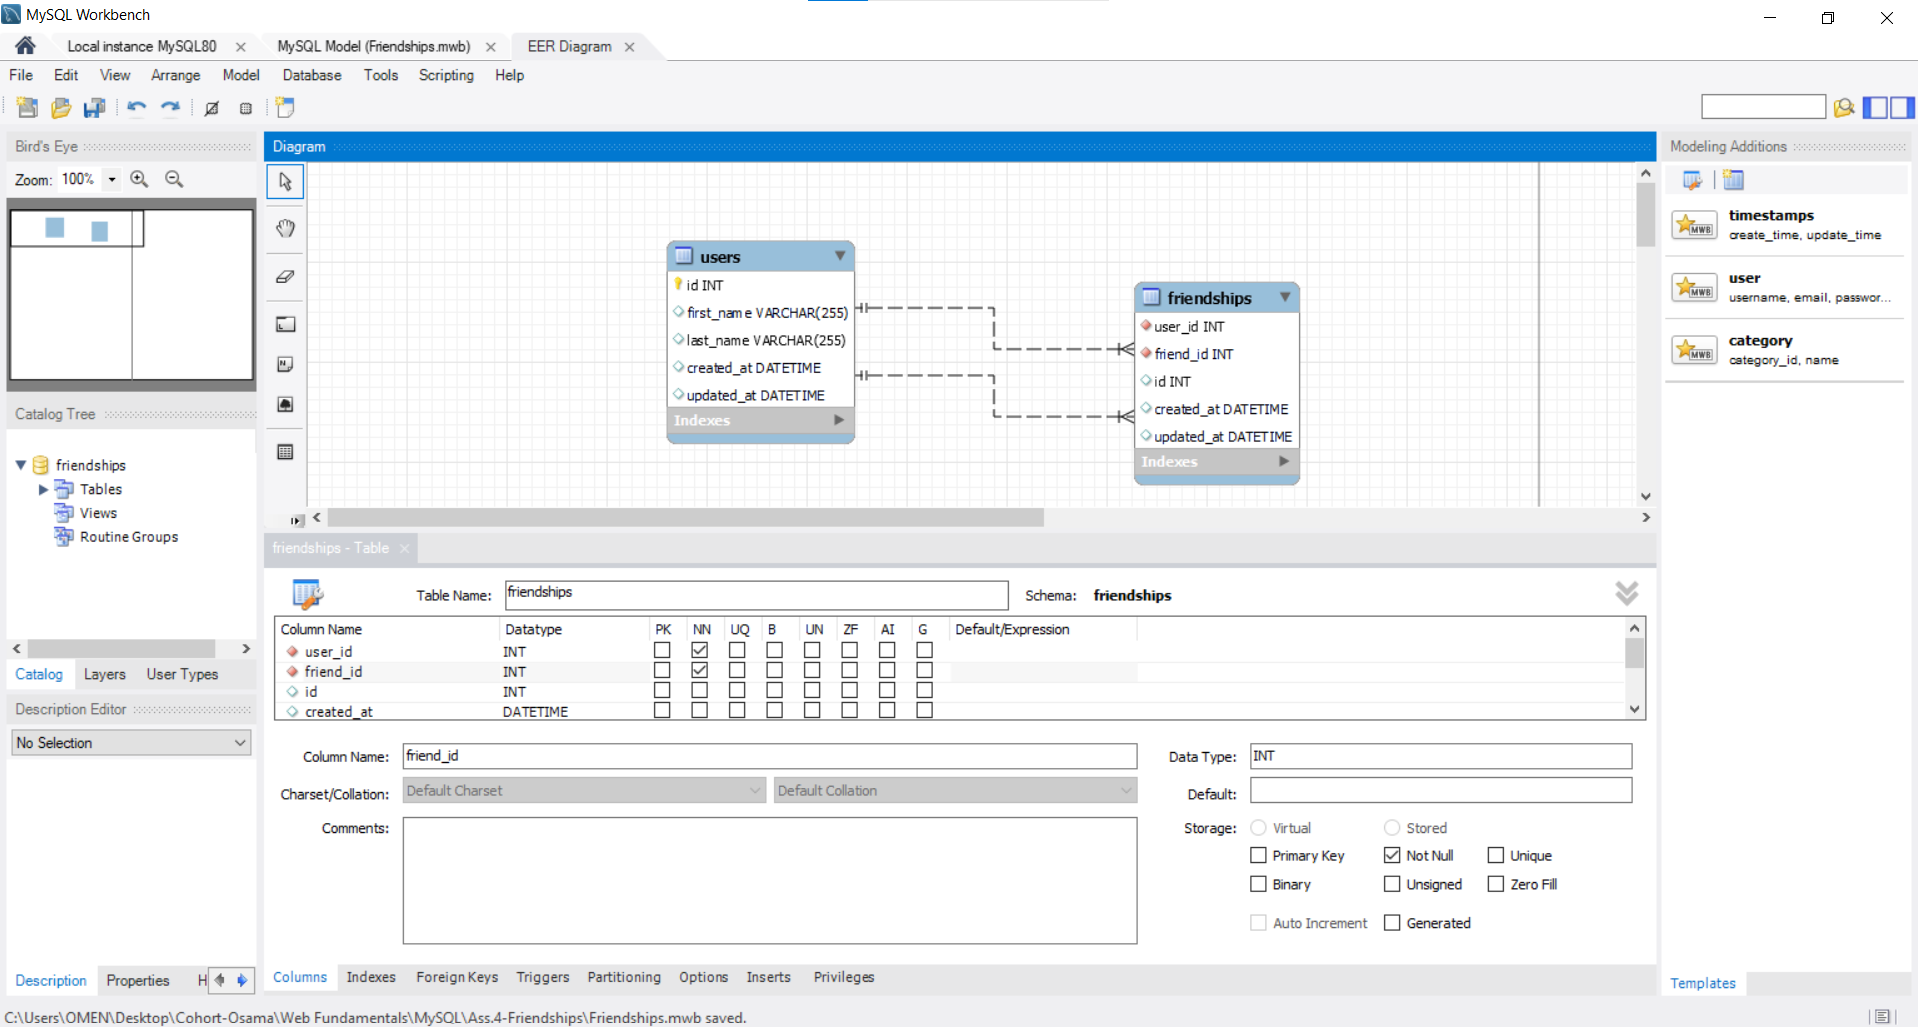 MySQL Workbench
Local instance MySQL80
MySQL Model (Friendships.mwb)
EER Diagram
File Edit View Arrange Model Database Tools Scripting Help
Bird's Eye
Zoom: 100%
Catalog Tree
friendships
Tables
Views
Routine Groups
Catalog Layers User Types
Description Editor
No Selection
Description Properties H
Diagram
users
id INT
first_name VARCHAR(255)
last_name VARCHAR(255)
created_at DATETIME
updated_at DATETIME
Indexes
friendships
user_id INT
friend_id INT
id INT
created_at DATETIME
updated_at DATETIME
Indexes
Modeling Additions
MWB
timestamps
create_time, update_time
MWB
user
username, email, passwor...
MWB
category
category_id, name
Templates
friendships - Table
Table Name: friendships Schema: friendships
Column Name Datatype PK NN UQ B UN ZF AI G Default/Expression
user_id INT
friend_id INT
id INT
created_at DATETIME
Column Name: friend_id Data Type: INT
Charset/Collation: Default Charset Default Collation Default:
Comments: Storage: Virtual Stored
Primary Key Not Null Unique
Binary Unsigned Zero Fill
Auto Increment Generated
Columns Indexes Foreign Keys Triggers Partitioning Options Inserts Privileges
C:\Users\OMEN\Desktop\Cohort-Osama\Web Fundamentals\MySQL\Ass.4-Friendships\Friendships.mwb saved.